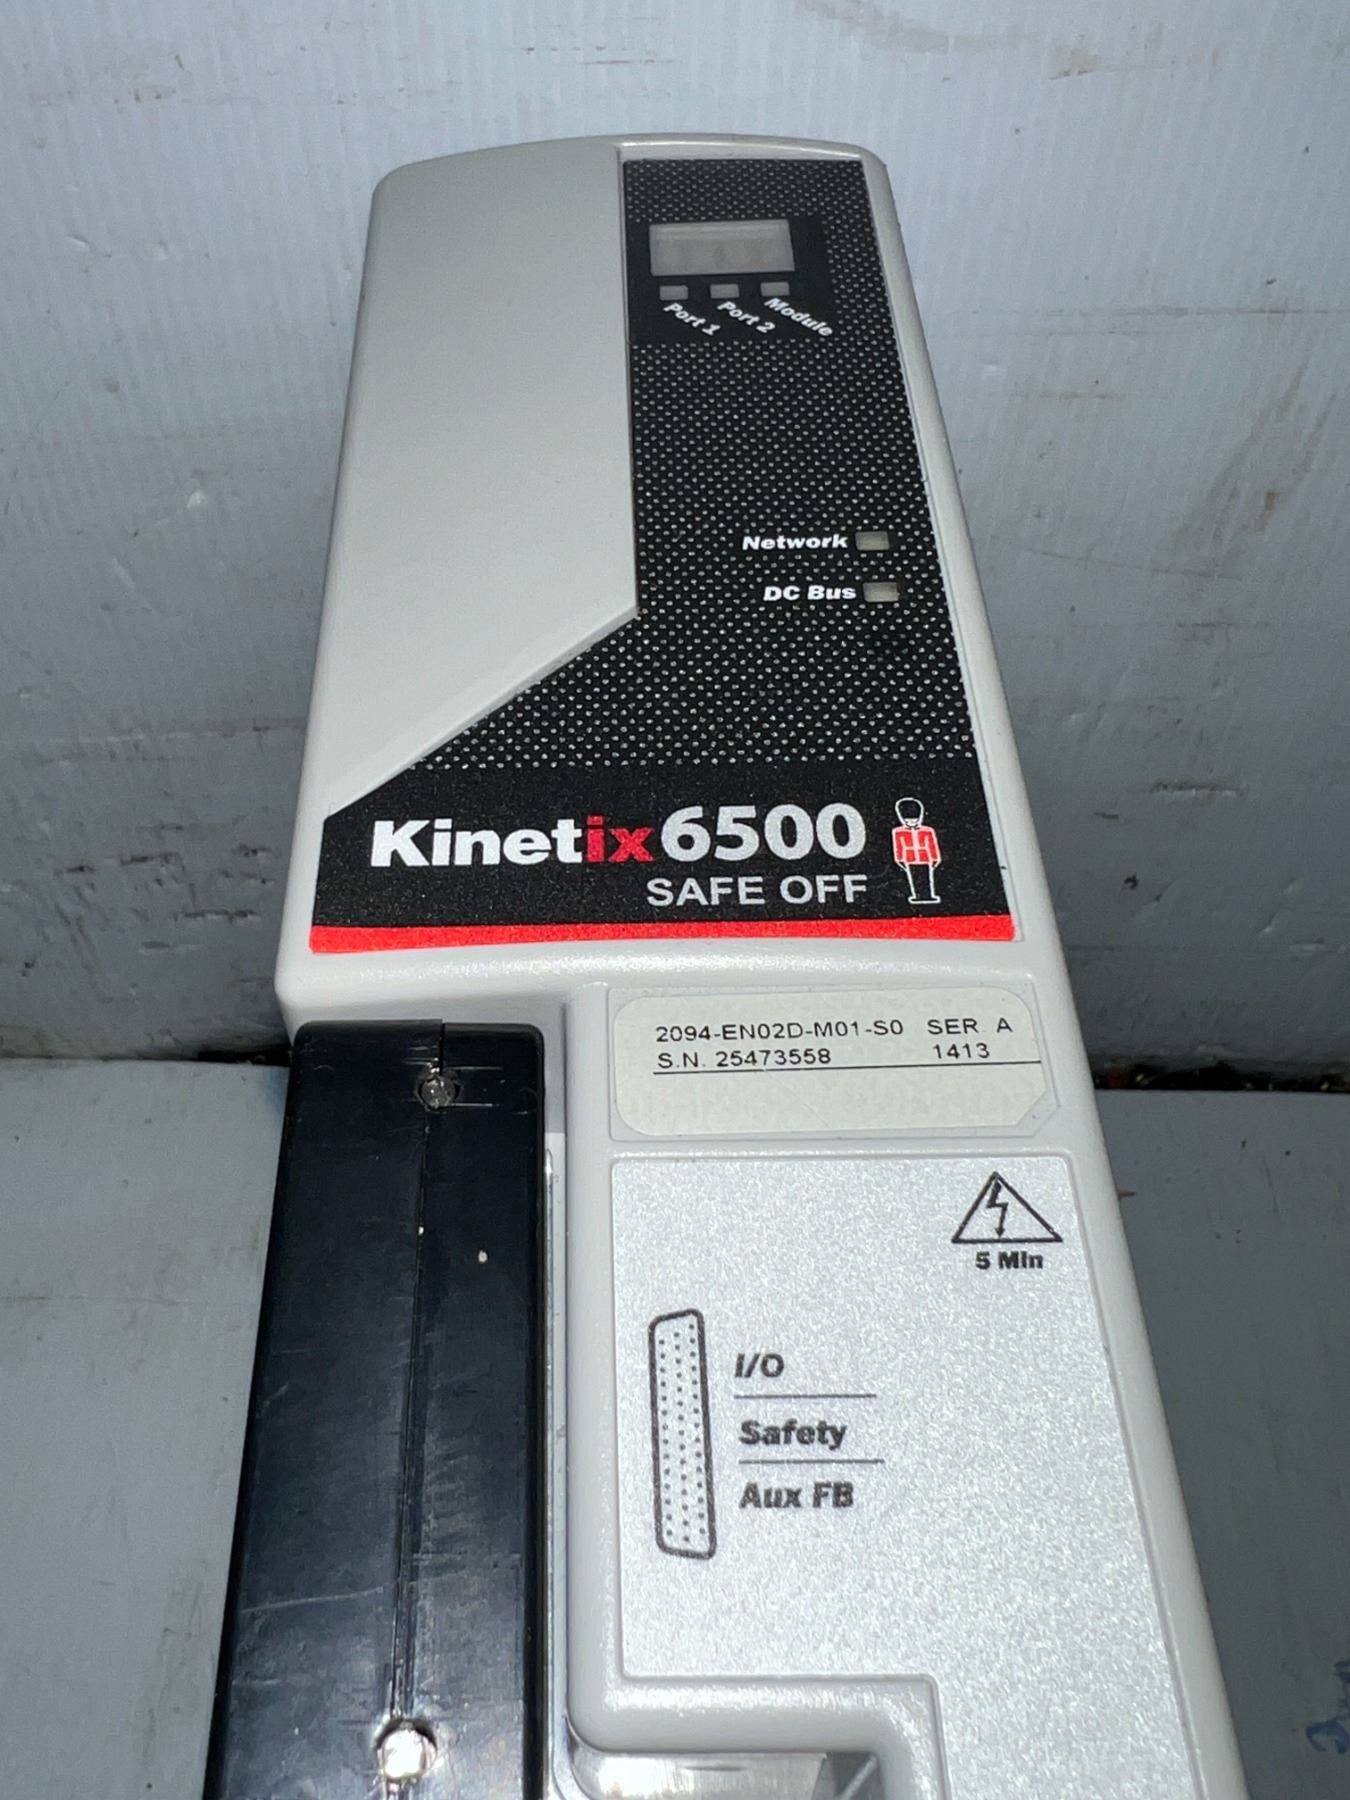 Port 1 Port 2 Module
Network
DC Bus
Kinetix 6500
SAFE OFF
2094-EN02D-M01-S0 SER. A
S.N. 25473558 1413
5 Min
I/O
Safety
Aux FB